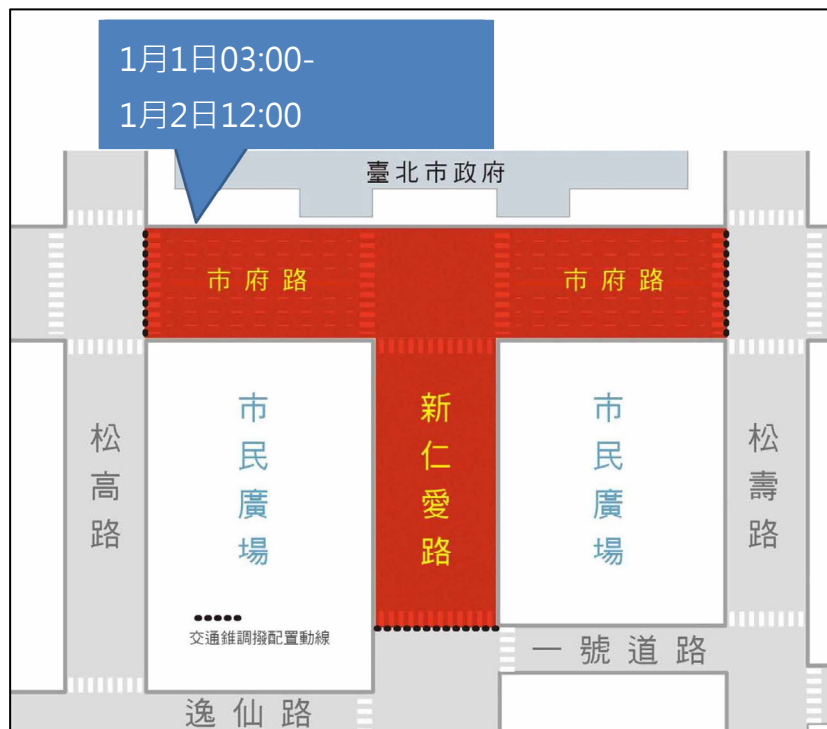 1月1日03:00-
1月2日12:00
臺北市政府
市府路
市府路
松高路
市民廣場
新仁愛路
市民廣場
松壽路
交通錐調撥配置動線
一號道路
逸仙路